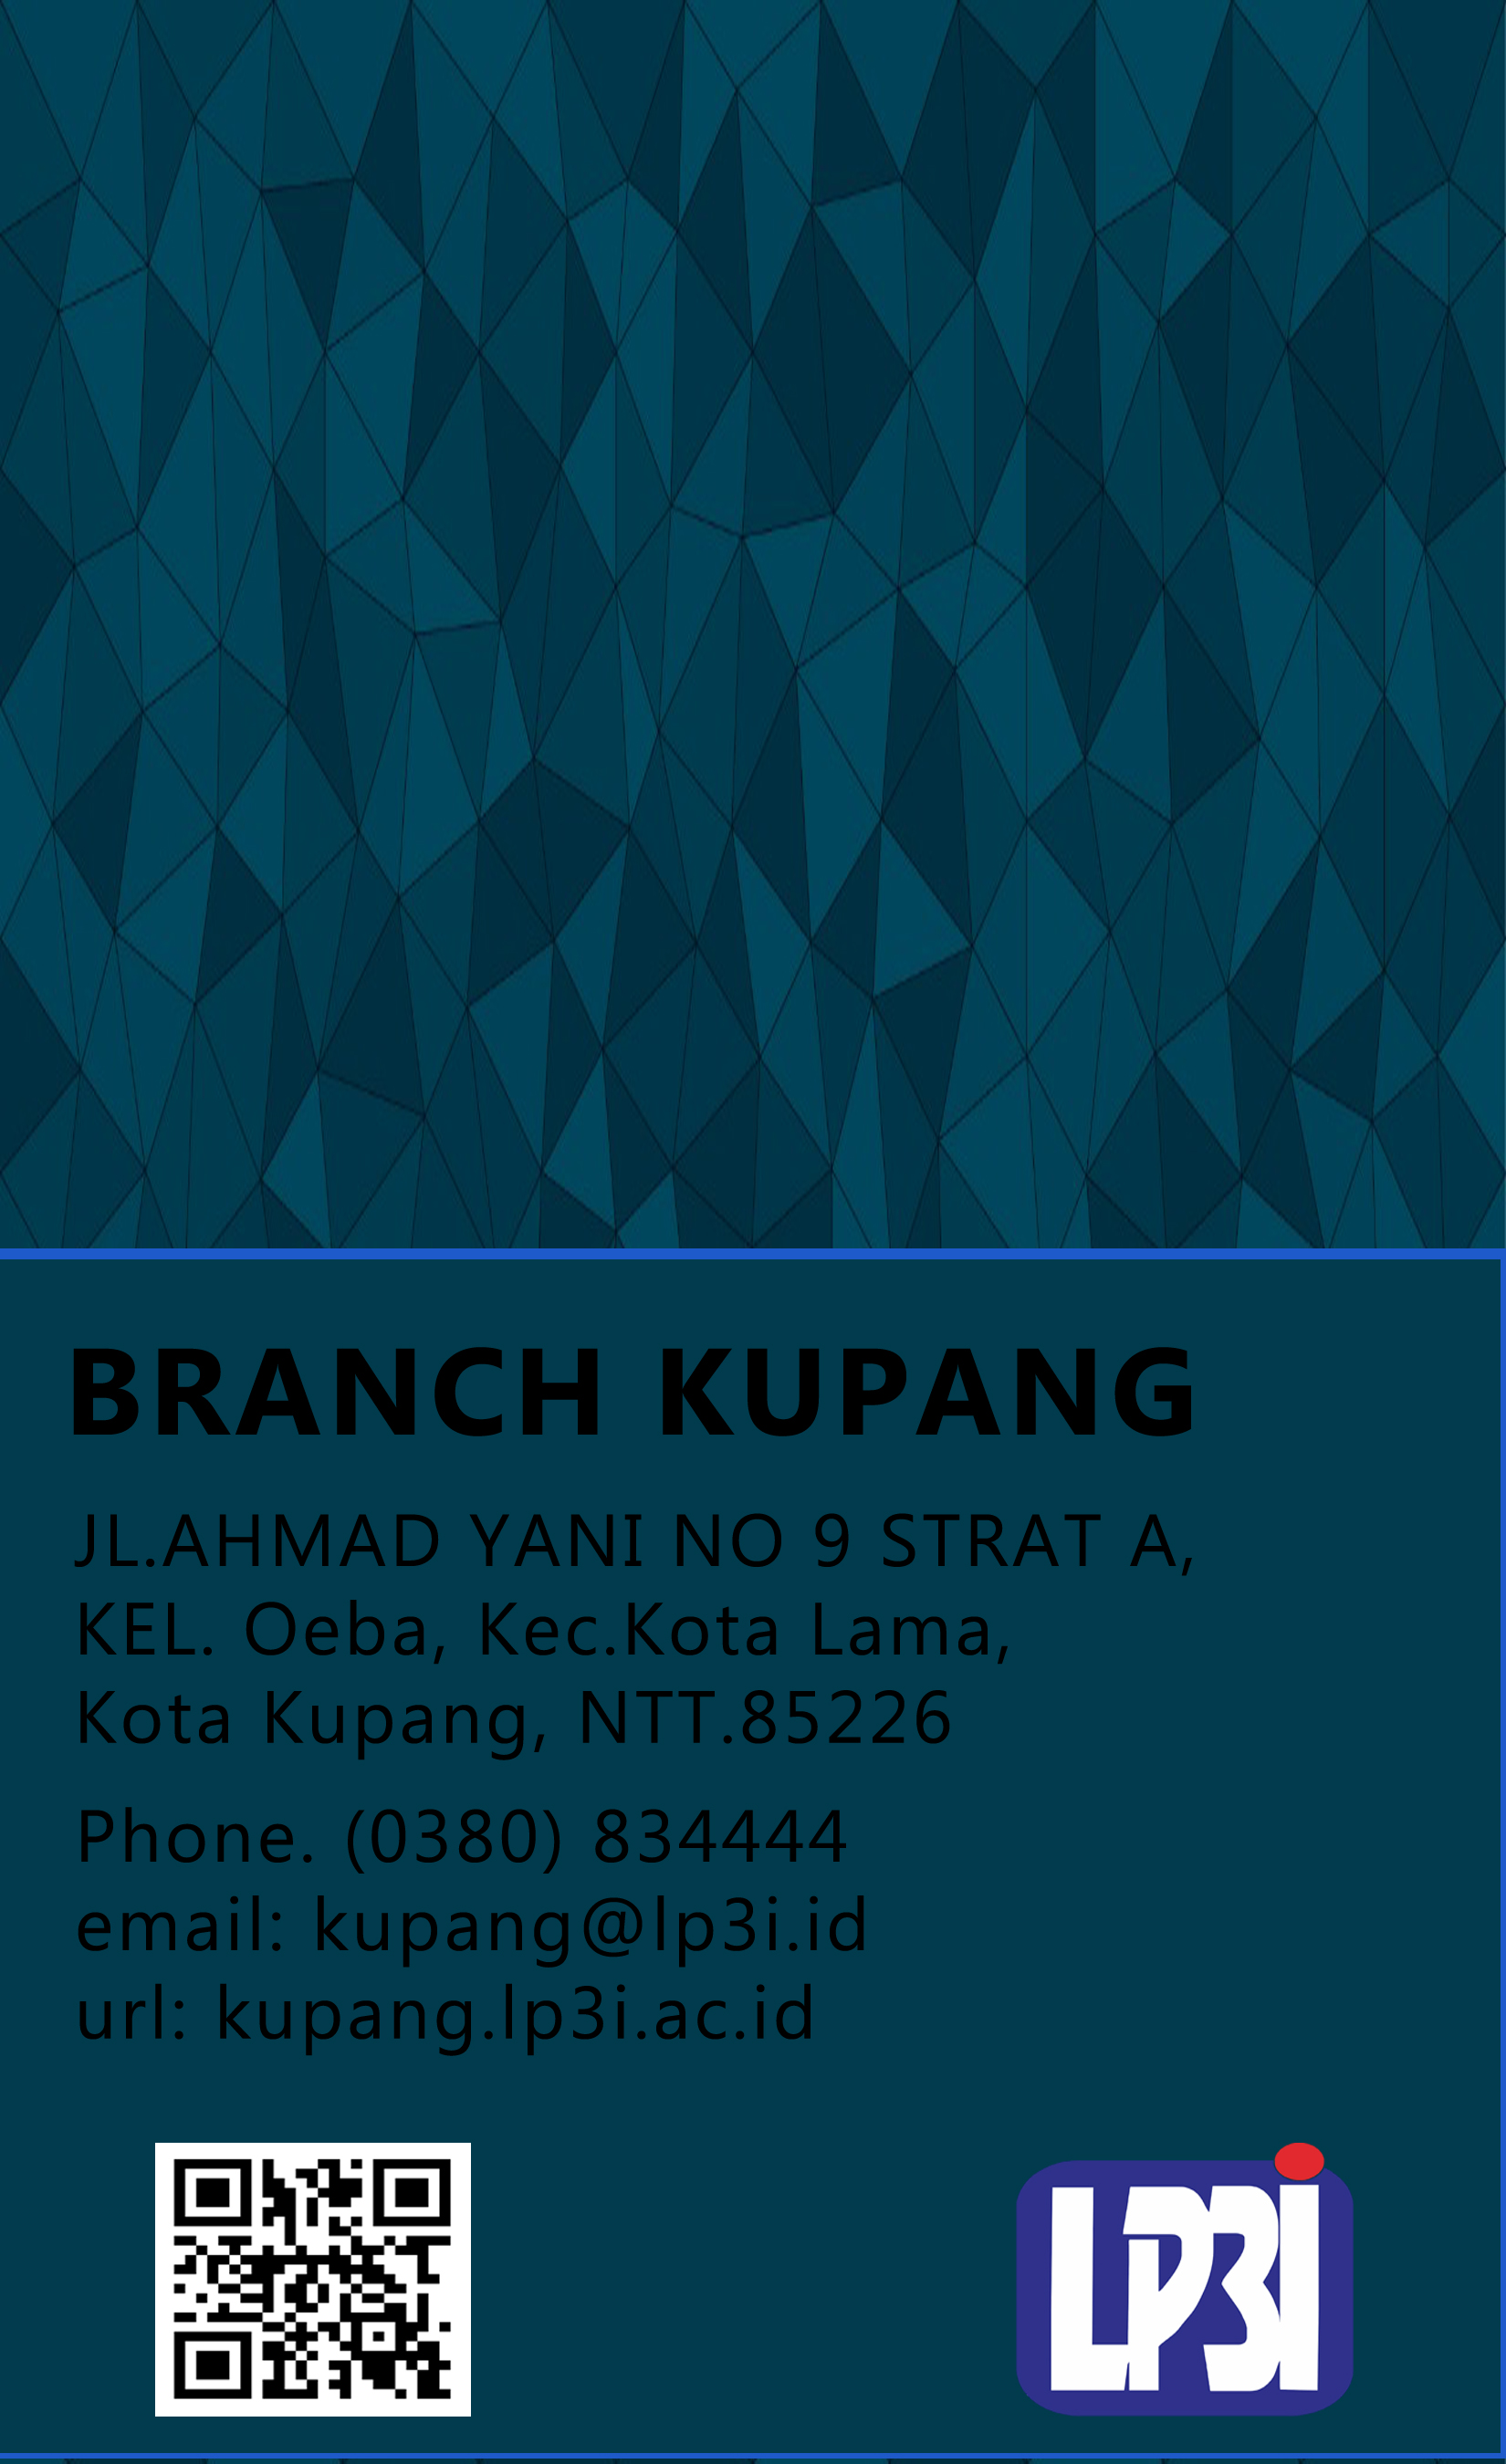 BRANCH KUPANG
JL.AHMAD YANI NO 9 STRAT A,
KEL. Oeba, Kec.Kota Lama,
Kota Kupang, NTT.85226
Phone. (0380) 834444
email: kupang@lp3i.id
url: kupang.lp3i.ac.id
LP3I